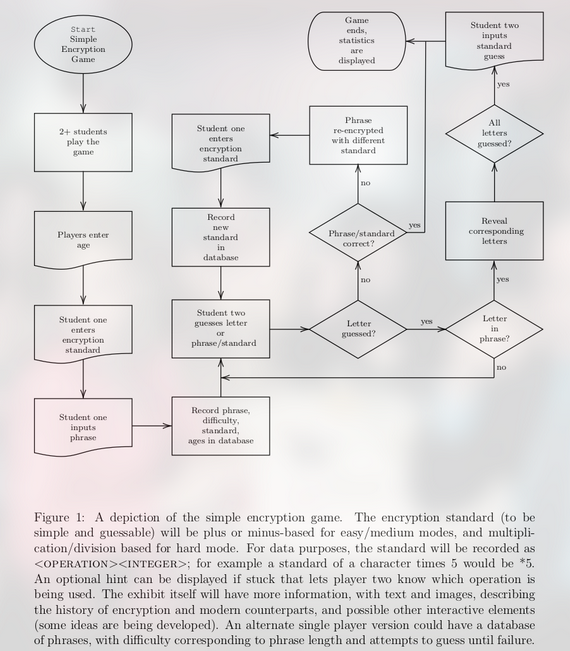 Start
Simple
Encryption
Game
2+ students
play the
game
Players enter
age
Student one
enters
encryption
standard
Student one
inputs
phrase
Record phrase,
difficulty,
standard,
ages in database
Student two
guesses letter
or
phrase/standard
Record
new
standard
in
database
Student one
enters
encryption
standard
Phrase
re-encrypted
with different
standard
no
Phrase/standard
correct?
yes
no
Letter
guessed?
yes
Letter
in
phrase?
no
yes
Reveal
corresponding
letters
All
letters
guessed?
yes
Student two
inputs
standard
guess
Game
ends,
statistics
are
displayed
Figure 1: A depiction of the simple encryption game. The encryption standard (to be
simple and guessable) will be plus or minus-based for easy/medium modes, and multipli-
cation/division based for hard mode. For data purposes, the standard will be recorded as
<OPERATION><INTEGER>; for example a standard of a character times 5 would be *5.
An optional hint can be displayed if stuck that lets player two know which operation is
being used. The exhibit itself will have more information, with text and images, describing
the history of encryption and modern counterparts, and possible other interactive elements
(some ideas are being developed). An alternate single player version could have a database
of phrases, with difficulty corresponding to phrase length and attempts to guess until failure.